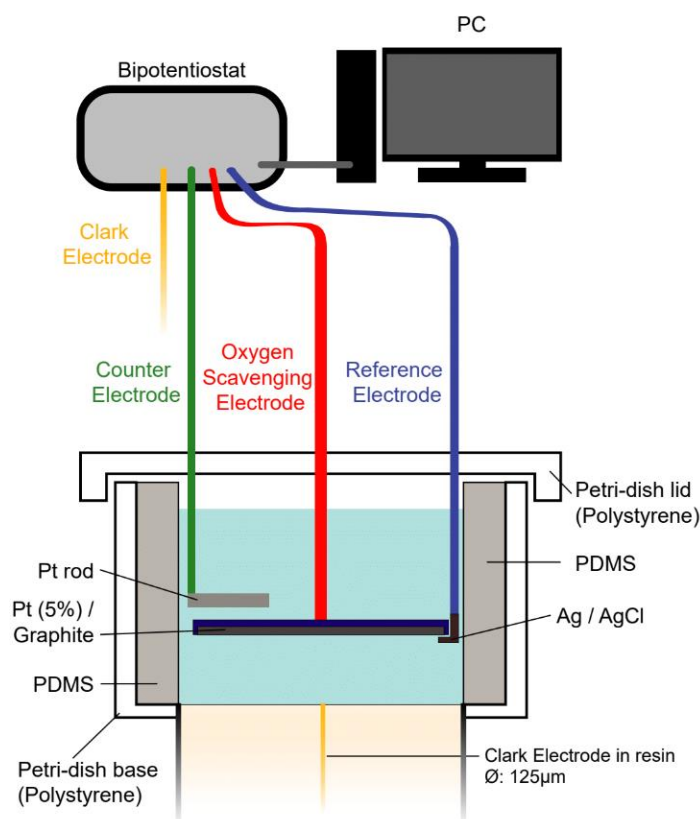 PC
Bipotentiostat
Clark
Electrode
Counter
Electrode
Oxygen
Scavenging
Electrode
Reference
Electrode
Petri-dish lid
(Polystyrene)
PDMS
Pt rod
Pt (5%) /
Graphite
Ag / AgCl
PDMS
Petri-dish base
(Polystyrene)
Clark Electrode in resin
Ø: 125µm